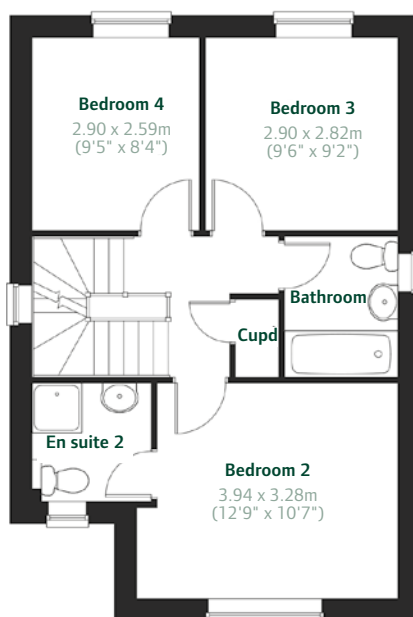 Bedroom 4
2.90 x 2.59m
(9'5" x 8'4")
Bedroom 3
2.90 x 2.82m
(9'6" x 9'2")
Bathroom
Cupd
En suite 2
Bedroom 2
3.94 x 3.28m
(12'9" x 10'7")